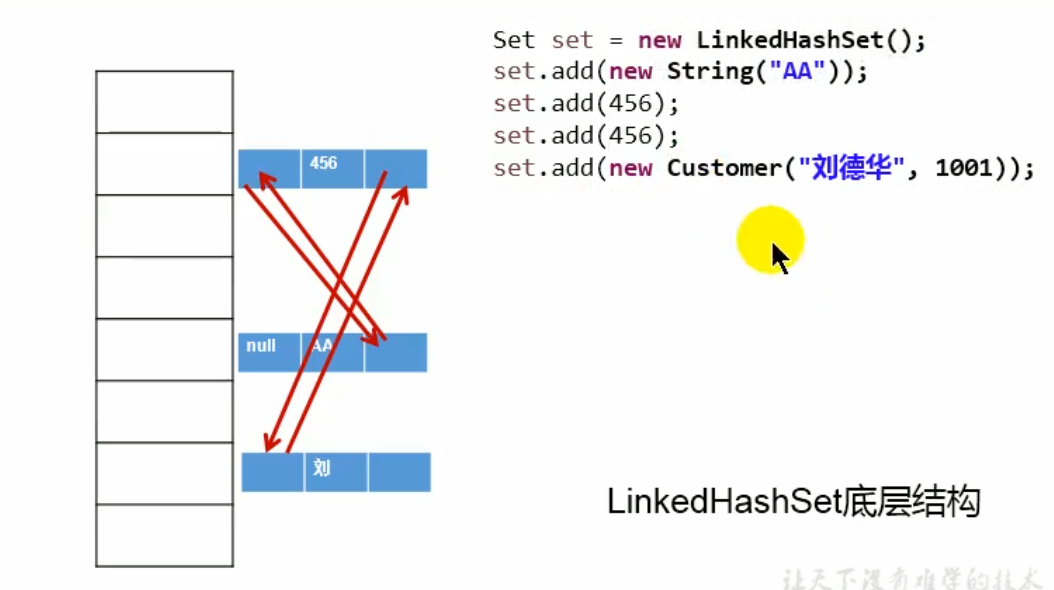 Set set = new LinkedHashSet();
set.add(new String("AA"));
set.add(456);
set.add(456);
set.add(new Customer("刘德华", 1001));
456
null AA
刘
LinkedHashSet底层结构
让天下没有难学的技术